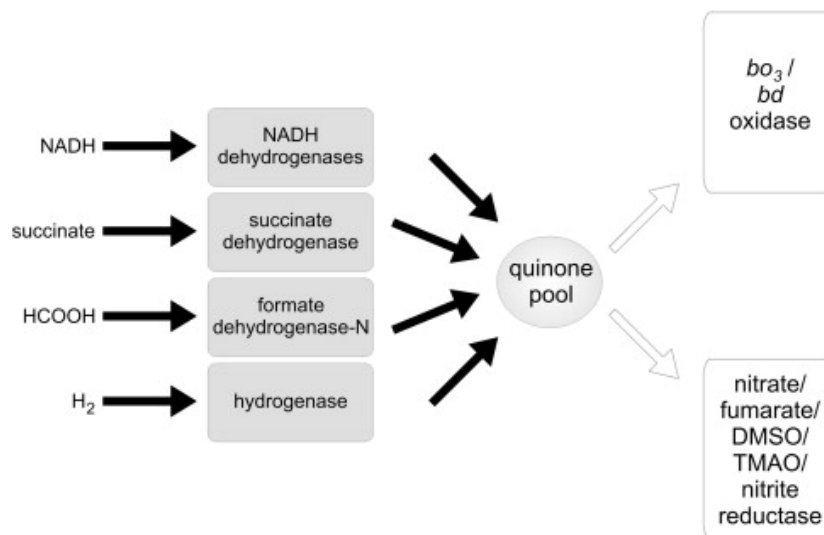 NADH
NADH
dehydrogenases
succinate
succinate
dehydrogenase
HCOOH
formate
dehydrogenase-N
H₂
hydrogenase
quinone
pool
bo₃ /
bd
oxidase
nitrate/
fumarate/
DMSO/
TMAO/
nitrite
reductase